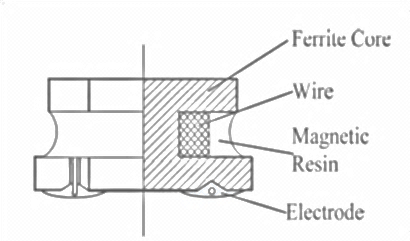 Ferrite Core
Wire
Magnetic
Resin
Electrode